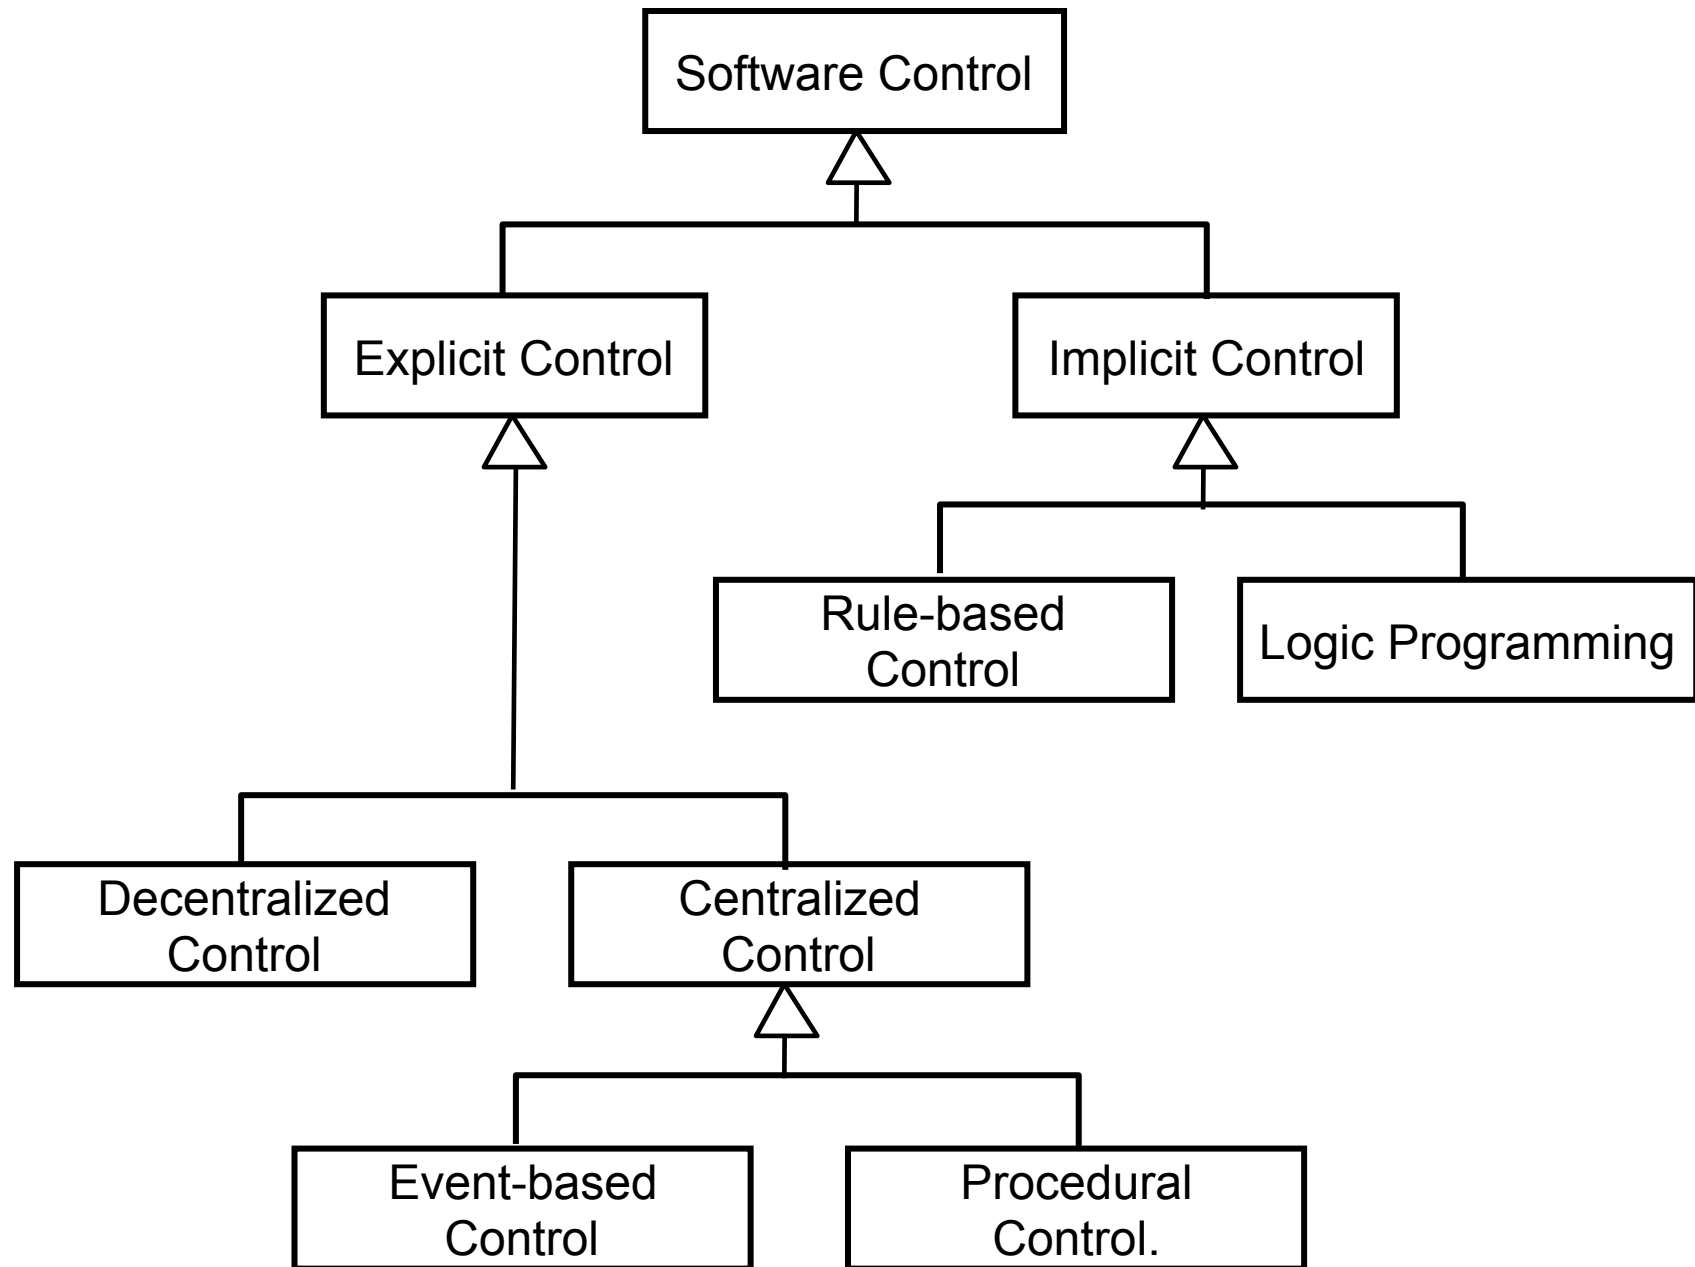 Software Control
Explicit Control
Implicit Control
Rule-based
Control
Logic Programming
Decentralized
Control
Centralized
Control
Event-based
Control
Procedural
Control.